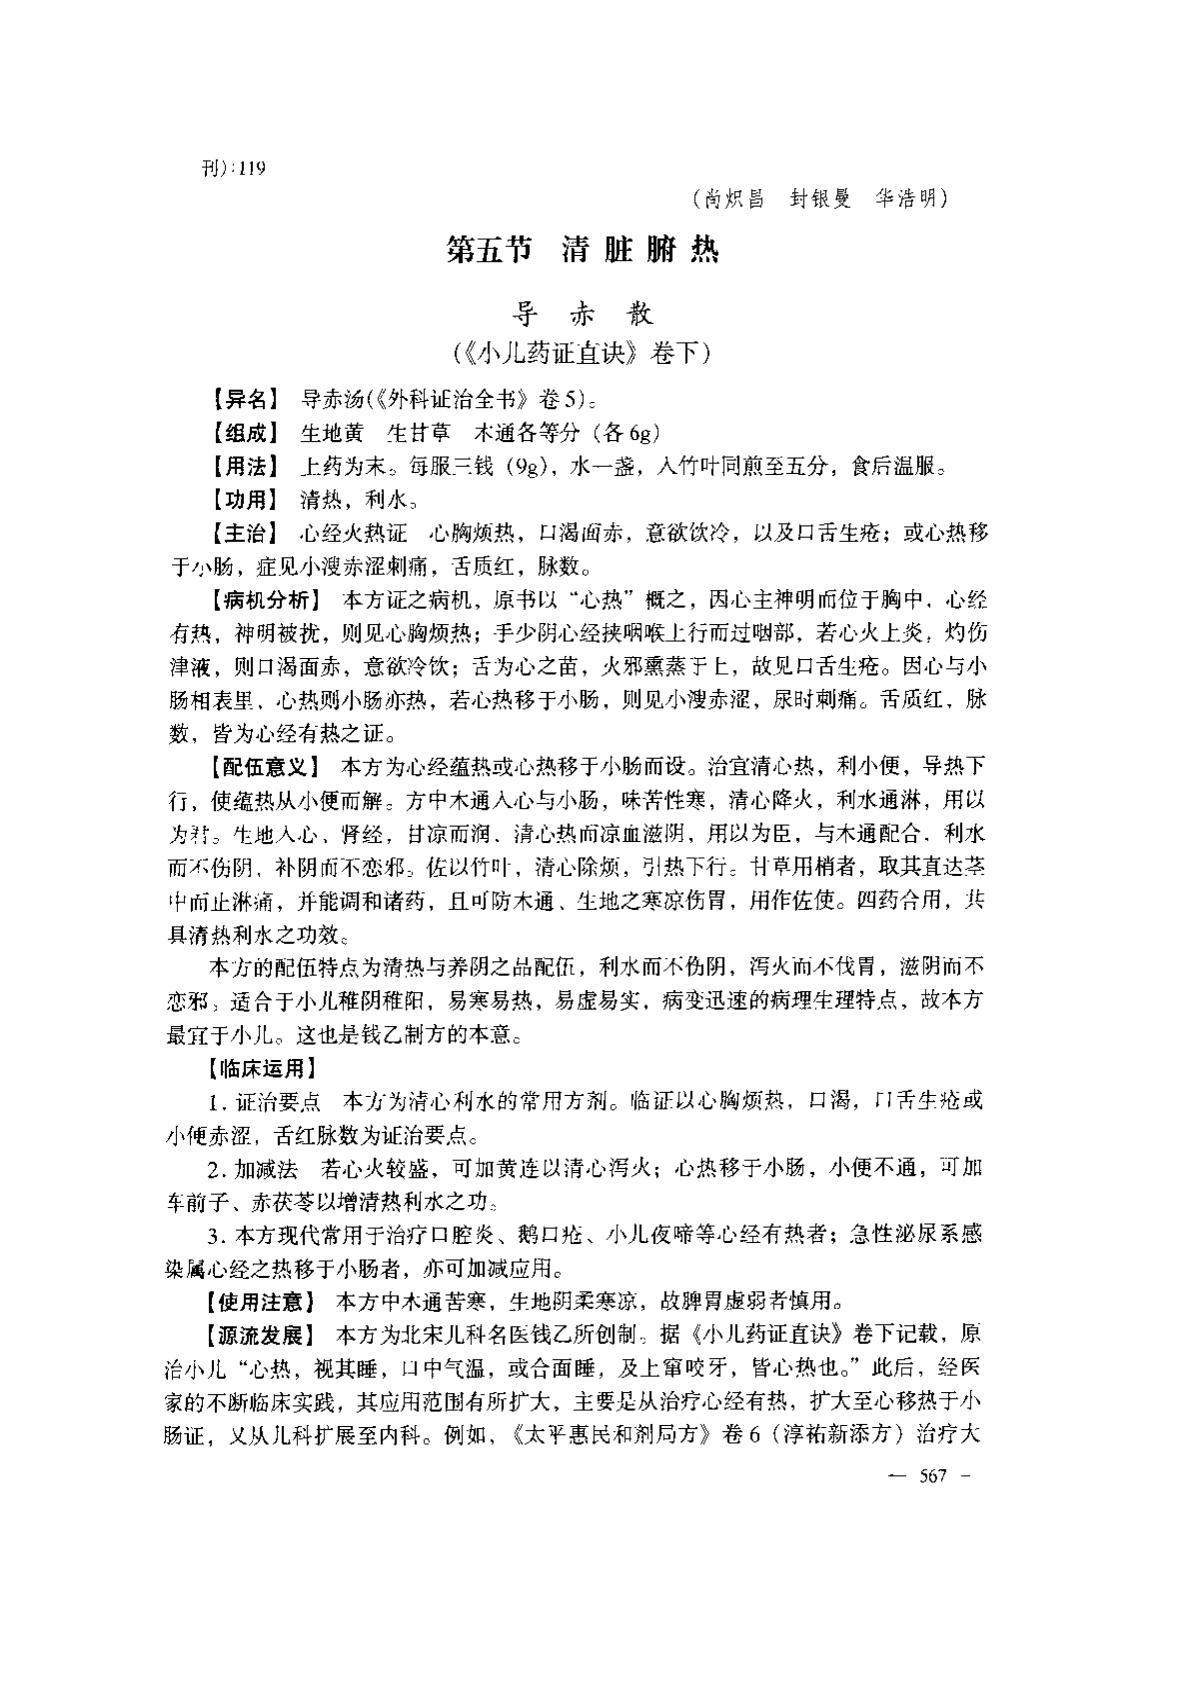 刊):119
(尚炽昌　封银曼　华浩明)
第五节　清脏腑热
导　赤　散
(《小儿药证直诀》卷下)
【异名】　导赤汤(《外科证治全书》卷5)。
【组成】　生地黄　生甘草　木通各等分（各6g）
【用法】　上药为末。每服三钱（9g），水一盏，入竹叶同煎至五分，食后温服。
【功用】　清热，利水。
【主治】　心经火热证　心胸烦热，口渴面赤，意欲饮冷，以及口舌生疮；或心热移
于小肠，症见小溲赤涩刺痛，舌质红，脉数。
【病机分析】　本方证之病机，原书以“心热”概之，因心主神明而位于胸中，心经
有热，神明被扰，则见心胸烦热；手少阴心经挟咽喉上行而过咽部，若心火上炎，灼伤
津液，则口渴面赤，意欲冷饮；舌为心之苗，火邪熏蒸于上，故见口舌生疮。因心与小
肠相表里，心热则小肠亦热，若心热移于小肠，则见小溲赤涩，尿时刺痛。舌质红，脉
数，皆为心经有热之证。
【配伍意义】　本方为心经蕴热或心热移于小肠而设。治宜清心热，利小便，导热下
行，使蕴热从小便而解。方中木通入心与小肠，味苦性寒，清心降火，利水通淋，用以
为君。生地入心、肾经，甘凉而润、清心热而凉血滋阴，用以为臣，与木通配合，利水
而不伤阴，补阴而不恋邪。佐以竹叶，清心除烦，引热下行。甘草用梢者，取其直达茎
中而止淋痛，并能调和诸药，且可防木通、生地之寒凉伤胃，用作佐使。四药合用，共
具清热利水之功效。
本方的配伍特点为清热与养阴之品配伍，利水而不伤阴，泻火而不伐胃，滋阴而不
恋邪。适合于小儿稚阴稚阳，易寒易热，易虚易实，病变迅速的病理生理特点，故本方
最宜于小儿。这也是钱乙制方的本意。
【临床运用】
1. 证治要点　本方为清心利水的常用方剂。临证以心胸烦热，口渴，口舌生疮或
小便赤涩，舌红脉数为证治要点。
2. 加减法　若心火较盛，可加黄连以清心泻火；心热移于小肠，小便不通，可加
车前子、赤茯苓以增清热利水之功。
3. 本方现代常用于治疗口腔炎、鹅口疮、小儿夜啼等心经有热者；急性泌尿系感
染属心经之热移于小肠者，亦可加减应用。
【使用注意】　本方中木通苦寒，生地阴柔寒凉，故脾胃虚弱者慎用。
【源流发展】　本方为北宋儿科名医钱乙所创制。据《小儿药证直诀》卷下记载，原
治小儿“心热，视其睡，口中气温，或合面睡，及上窜咬牙，皆心热也。”此后，经医
家的不断临床实践，其应用范围有所扩大，主要是从治疗心经有热，扩大至心移热于小
肠证，又从儿科扩展至内科。例如，《太平惠民和剂局方》卷6（淳祐新添方）治疗大
— 567 –